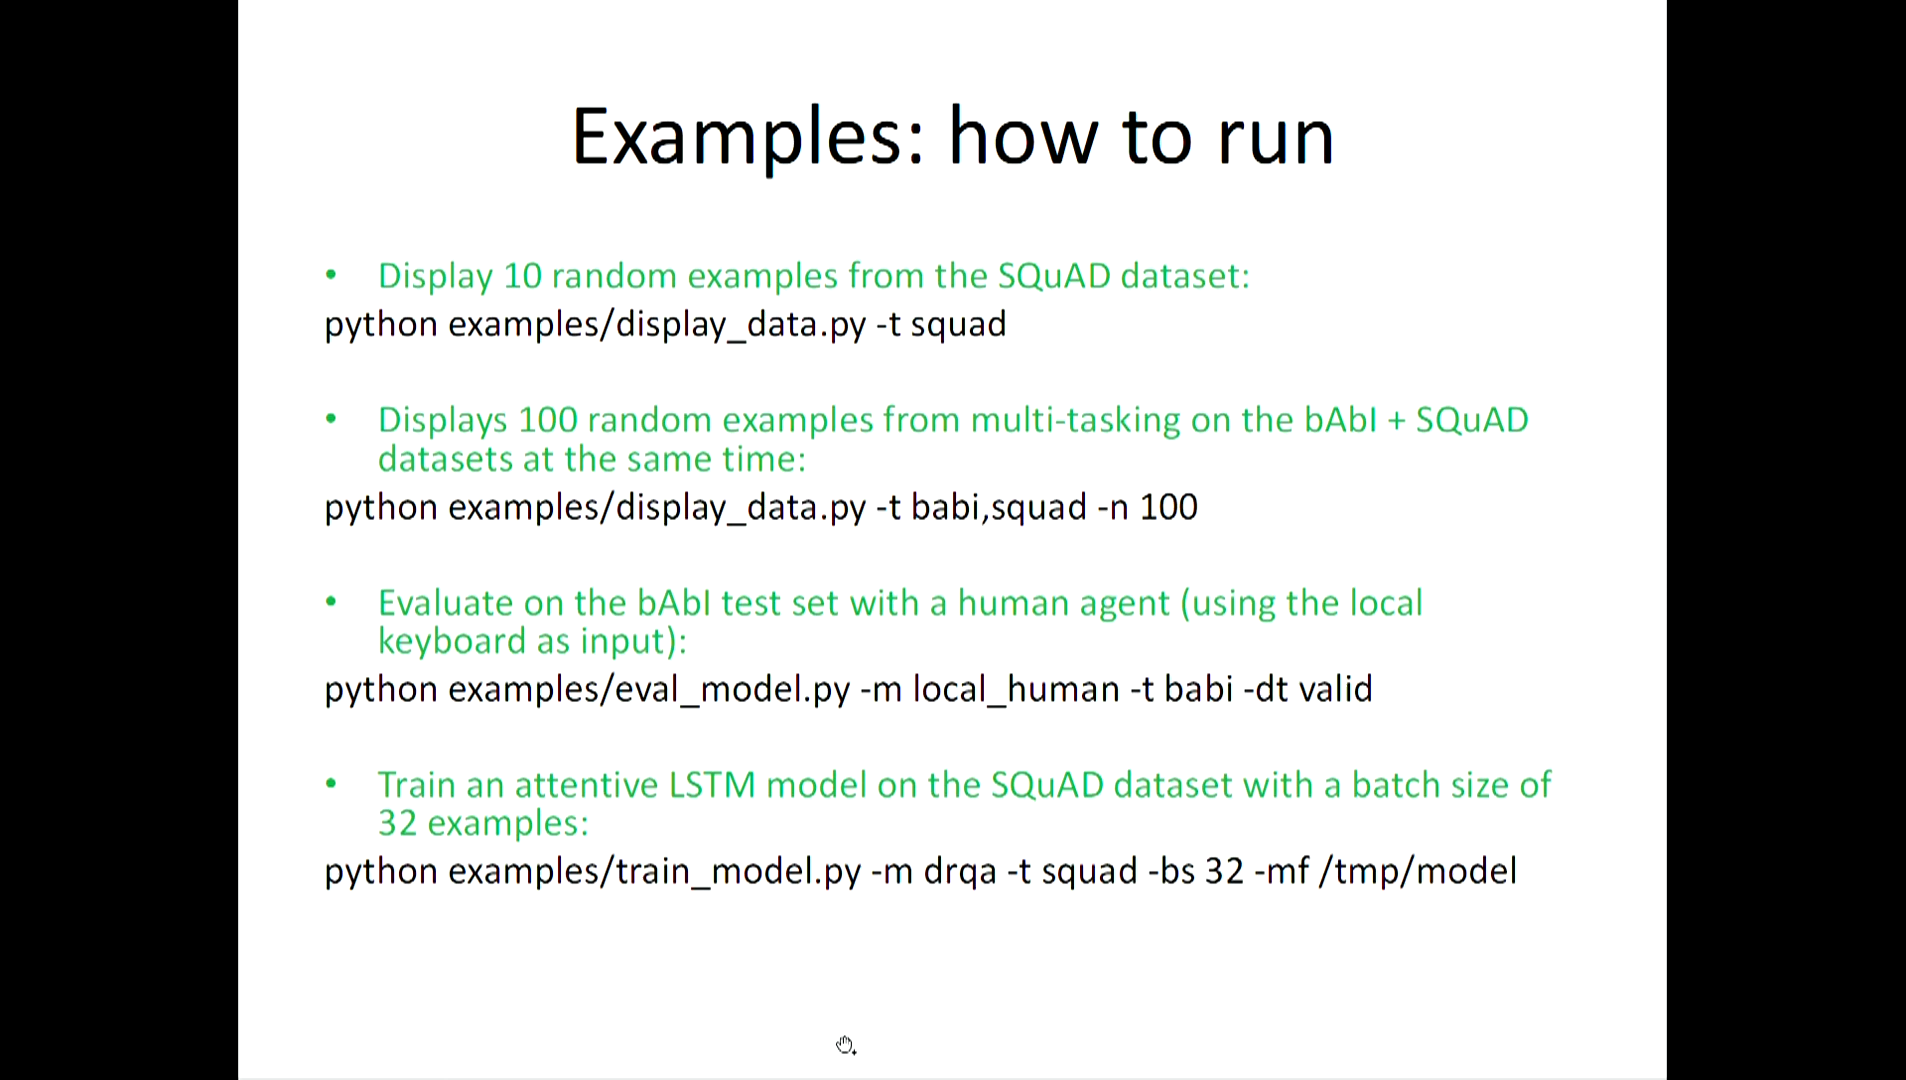 Examples: how to run
• Display 10 random examples from the SQuAD dataset:
python examples/display_data.py -t squad
• Displays 100 random examples from multi-tasking on the bAbI + SQuAD
datasets at the same time:
python examples/display_data.py -t babi,squad -n 100
• Evaluate on the bAbI test set with a human agent (using the local
keyboard as input):
python examples/eval_model.py -m local_human -t babi -dt valid
• Train an attentive LSTM model on the SQuAD dataset with a batch size of
32 examples:
python examples/train_model.py -m drqa -t squad -bs 32 -mf /tmp/model